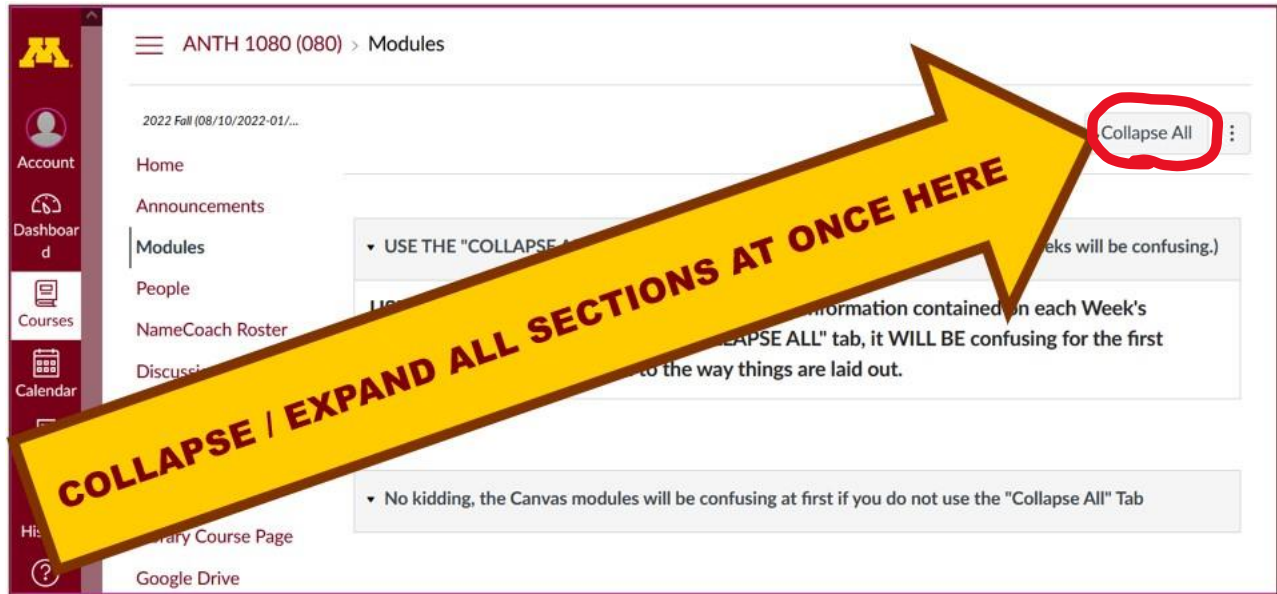 ANTH 1080 (080) > Modules
2022 Fall (08/10/2022-01/...
Collapse All
Account
Home
Announcements
Dashboar
d
Modules
USE THE "COLLAPSE eks will be confusing.)
People
Courses
NameCoach Roster
formation contained on each Week's
APSE ALL" tab, it WILL BE confusing for the first
to the way things are laid out.
Calendar
COLLAPSE / EXPAND ALL SECTIONS AT ONCE HERE
No kidding, the Canvas modules will be confusing at first if you do not use the "Collapse All" Tab
Course Page
Google Drive